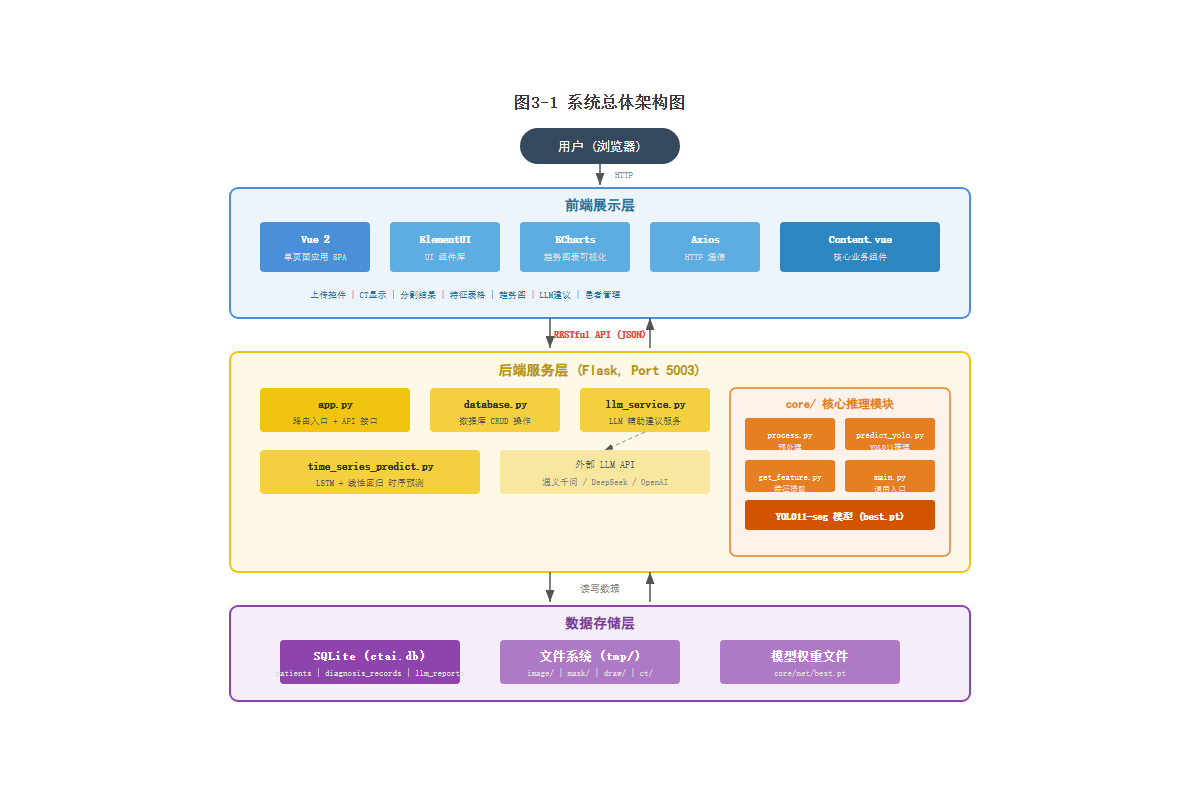 图3-1 系统总体架构图
用户 (浏览器)
HTTP
前端展示层
Vue 2
单页面应用 SPA
ElementUI
UI 组件库
ECharts
趋势图表可视化
Axios
HTTP 通信
Content.vue
核心业务组件
上传控件 | CT显示 | 分割结果 | 特征表格 | 趋势图 | LLM建议 | 患者管理
RESTful API (JSON)
后端服务层 (Flask, Port 5003)
app.py
路由入口 + API 接口
database.py
数据库 CRUD 操作
llm_service.py
LLM 辅助建议服务
time_series_predict.py
LSTM + 线性回归 时序预测
外部 LLM API
通义千问 / DeepSeek / OpenAI
core/ 核心推理模块
process.py
预处理
predict_yolo.py
YOLO11推理
get_feature.py
特征提取
main.py
调用入口
YOLO11-seg 模型 (best.pt)
读写数据
数据存储层
SQLite (ctai.db)
patients | diagnosis_records | llm_reports
文件系统 (tmp/)
image/ | mask/ | draw/ | ct/
模型权重文件
core/net/best.pt